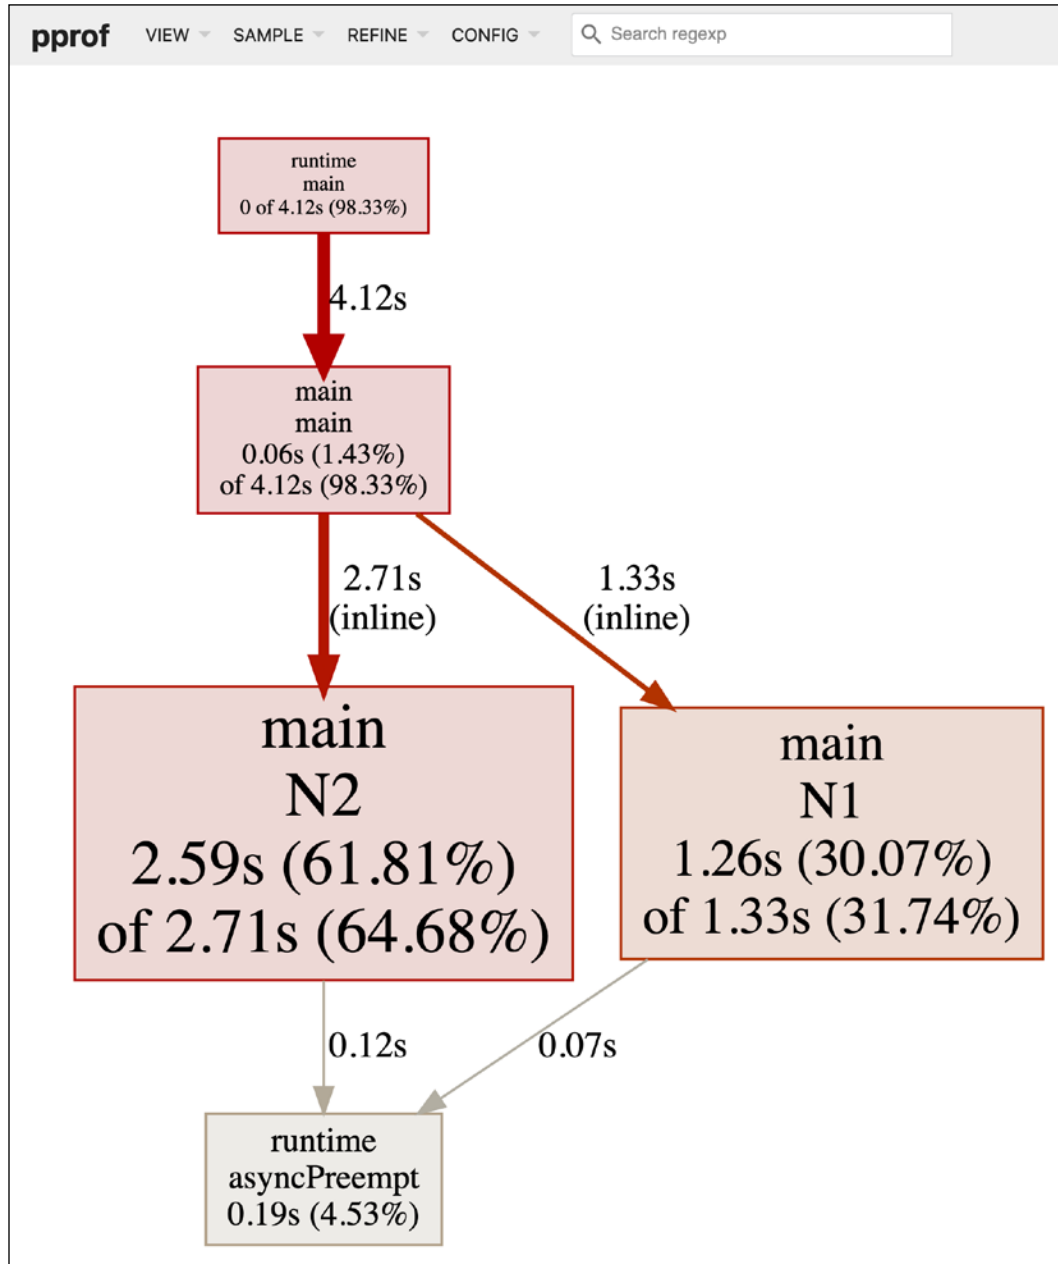 pprof VIEW SAMPLE REFINE CONFIG Search regexp
runtime
main
0 of 4.12s (98.33%)
4.12s
main
main
0.06s (1.43%)
of 4.12s (98.33%)
2.71s
(inline)
1.33s
(inline)
main
N2
2.59s (61.81%)
of 2.71s (64.68%)
main
N1
1.26s (30.07%)
of 1.33s (31.74%)
0.12s
0.07s
runtime
asyncPreempt
0.19s (4.53%)